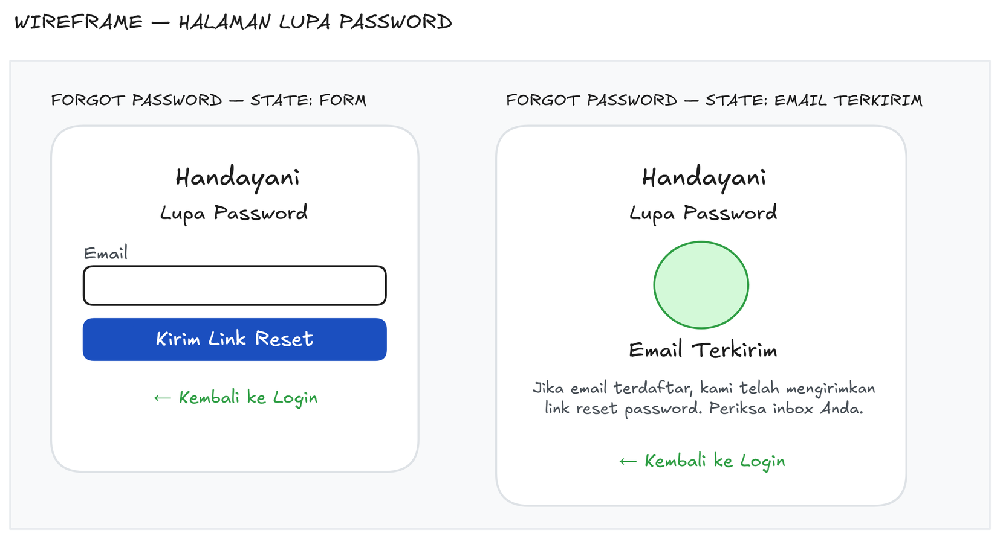 WIREFRAME — HALAMAN LUPA PASSWORD
FORGOT PASSWORD — STATE: FORM
Handayani
Lupa Password
Email
Kirim Link Reset
← Kembali ke Login
FORGOT PASSWORD — STATE: EMAIL TERKIRIM
Handayani
Lupa Password
Email Terkirim
Jika email terdaftar, kami telah mengirimkan
link reset password. Periksa inbox Anda.
← Kembali ke Login